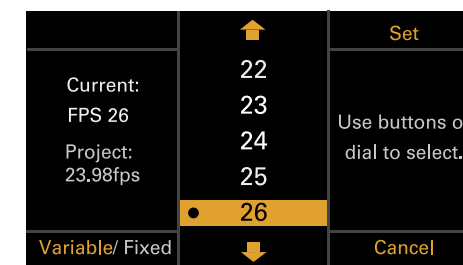 Current:
FPS 26
Project:
23.98fps
Variable/ Fixed
22
23
24
25
26
Set
Use buttons o
dial to select.
Cancel